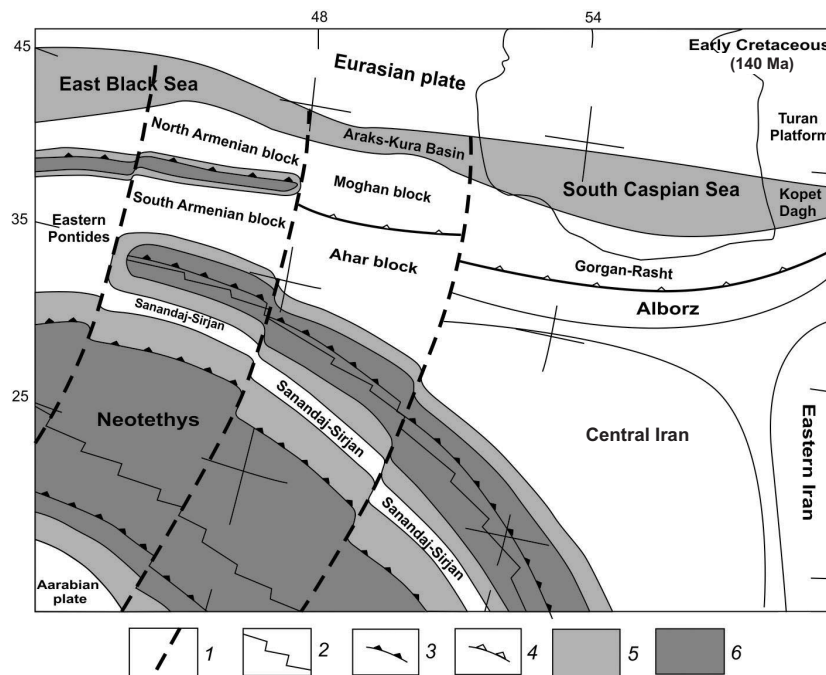 48
54
45
Early Cretaceous
(140 Ma)
Eurasian plate
East Black Sea
Turan
Platform
North Armenian block
Araks-Kura Basin
Moghan block
South Caspian Sea
Kopet
Dagh
35
South Armenian block
Eastern
Pontides
Ahar block
Gorgan-Rasht
Alborz
Sanandaj-Sirjan
25
Neotethys
Sanandaj-Sirjan
Central Iran
Eastern Iran
Sanandaj-Sirjan
Aarabian
plate
1
2
3
4
5
6